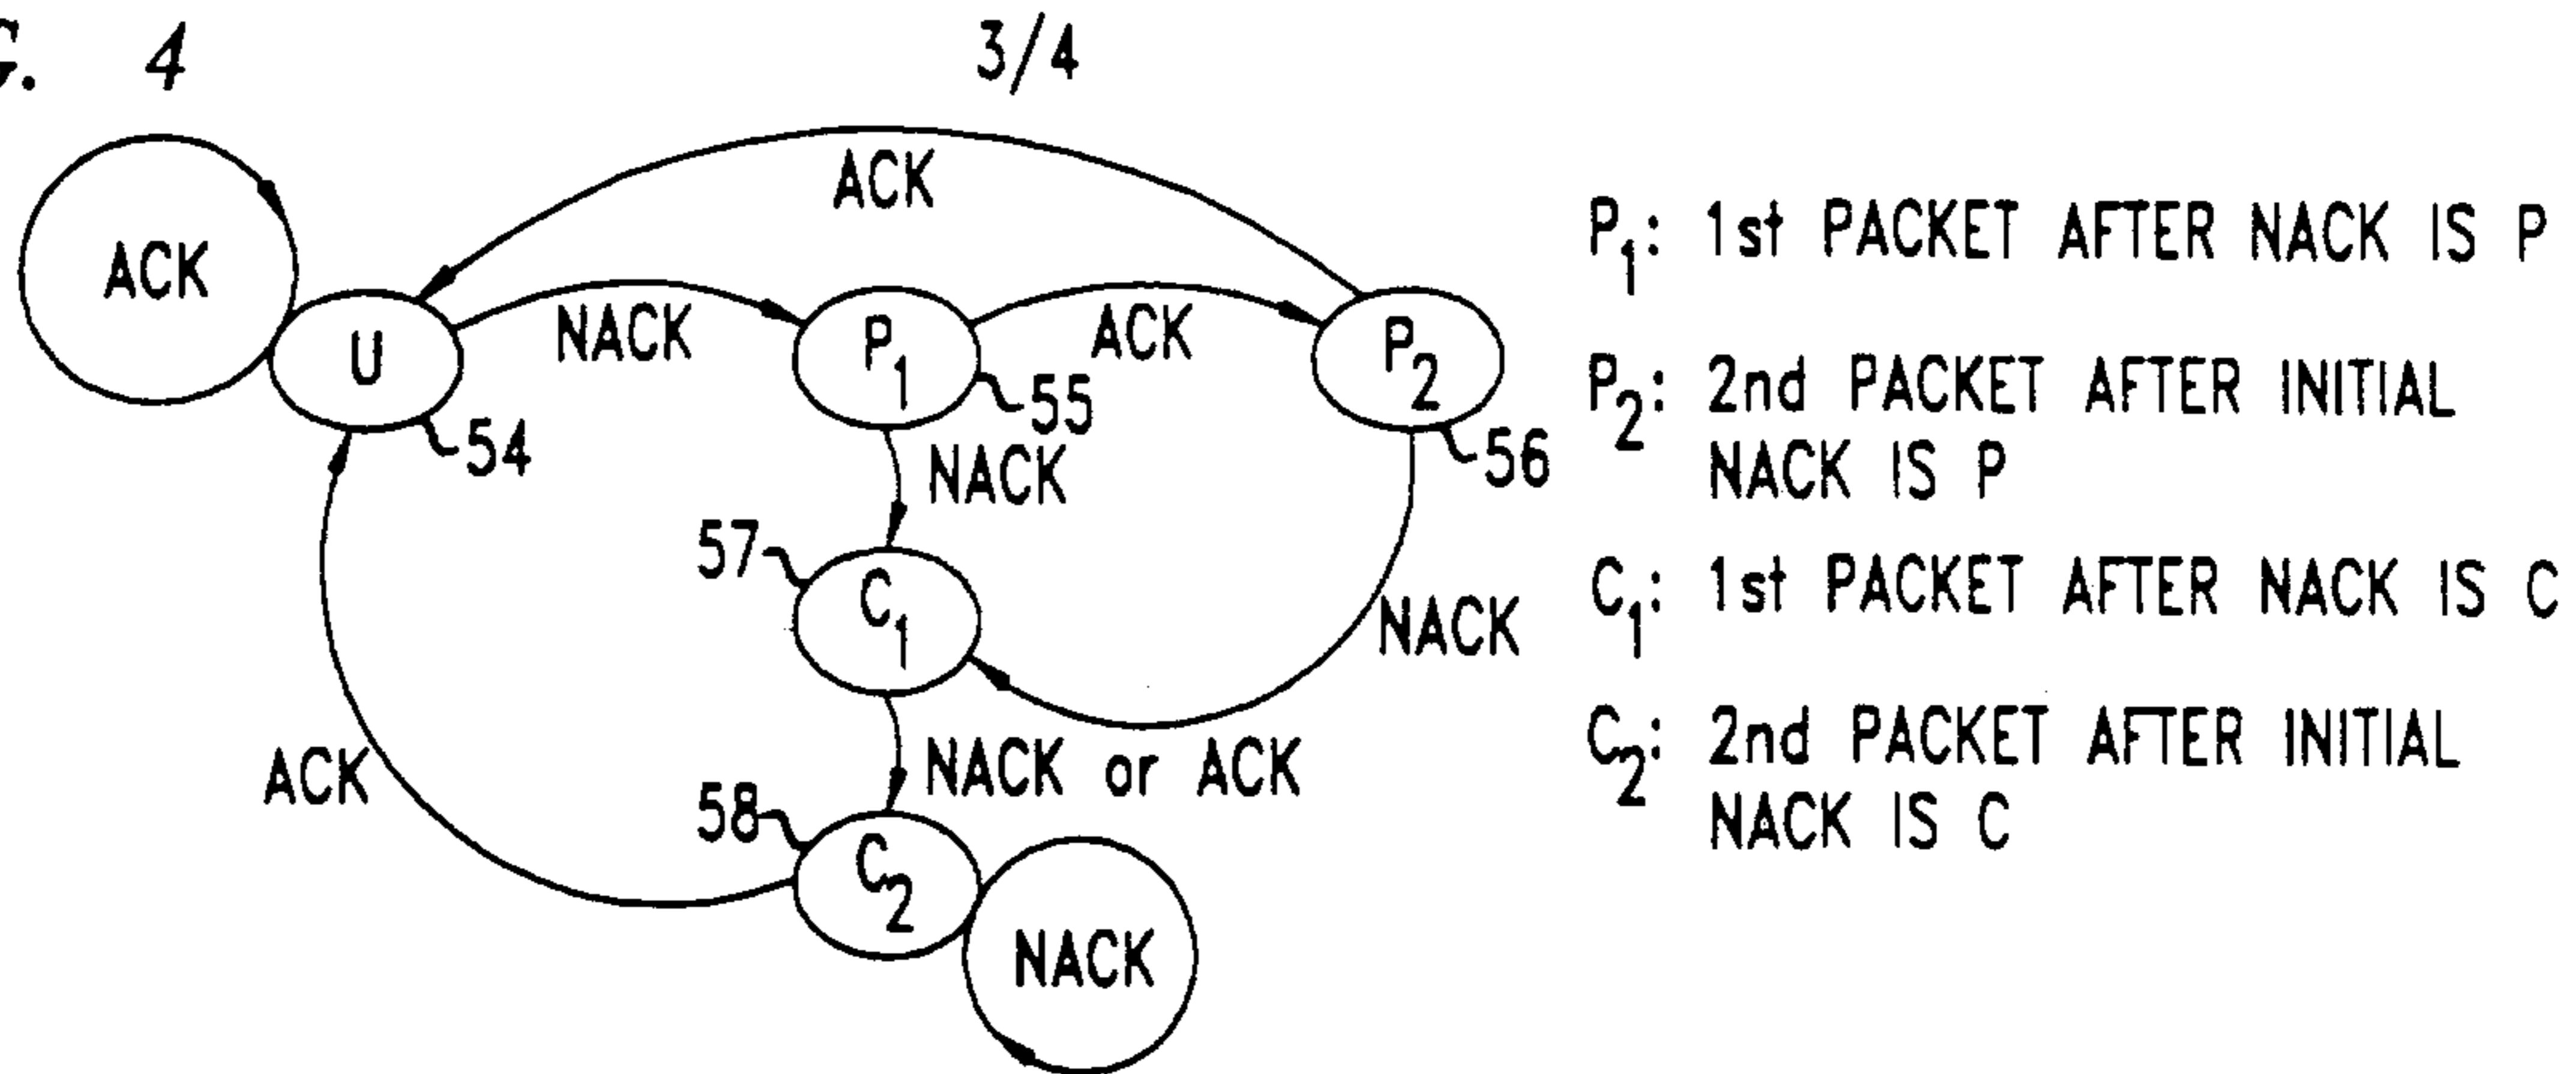 G. 4
3/4
ACK
ACK
P1: 1st PACKET AFTER NACK IS P
U
NACK
P1
ACK
P2
54
55
56
P2: 2nd PACKET AFTER INITIAL
NACK IS P
NACK
57
C1
NACK
C1: 1st PACKET AFTER NACK IS C
ACK
NACK or ACK
58
C2
NACK
C2: 2nd PACKET AFTER INITIAL
NACK IS C